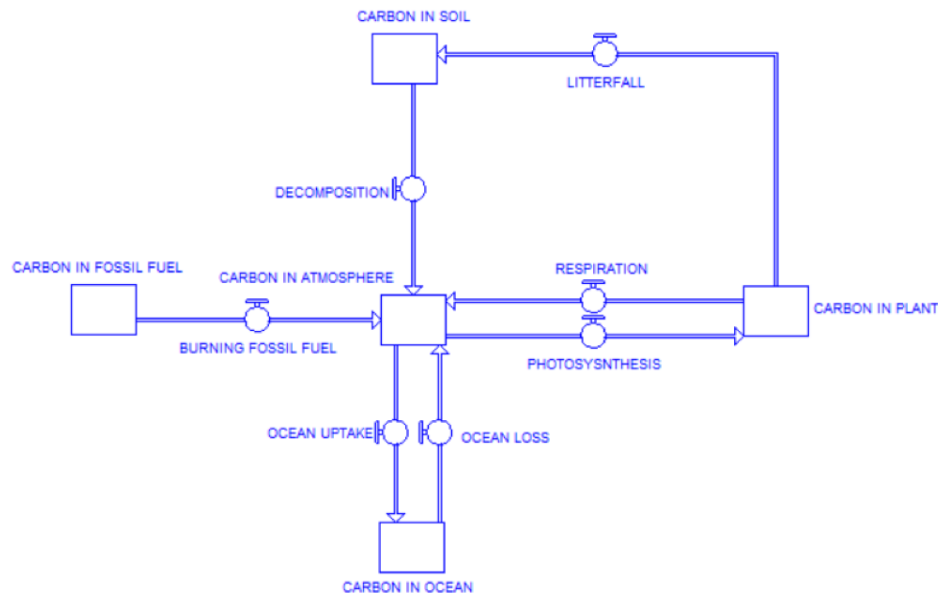 CARBON IN SOIL
LITTERFALL
DECOMPOSITION
CARBON IN FOSSIL FUEL
CARBON IN ATMOSPHERE
RESPIRATION
CARBON IN PLANT
BURNING FOSSIL FUEL
PHOTOSYSNTHESIS
OCEAN UPTAKE
OCEAN LOSS
CARBON IN OCEAN